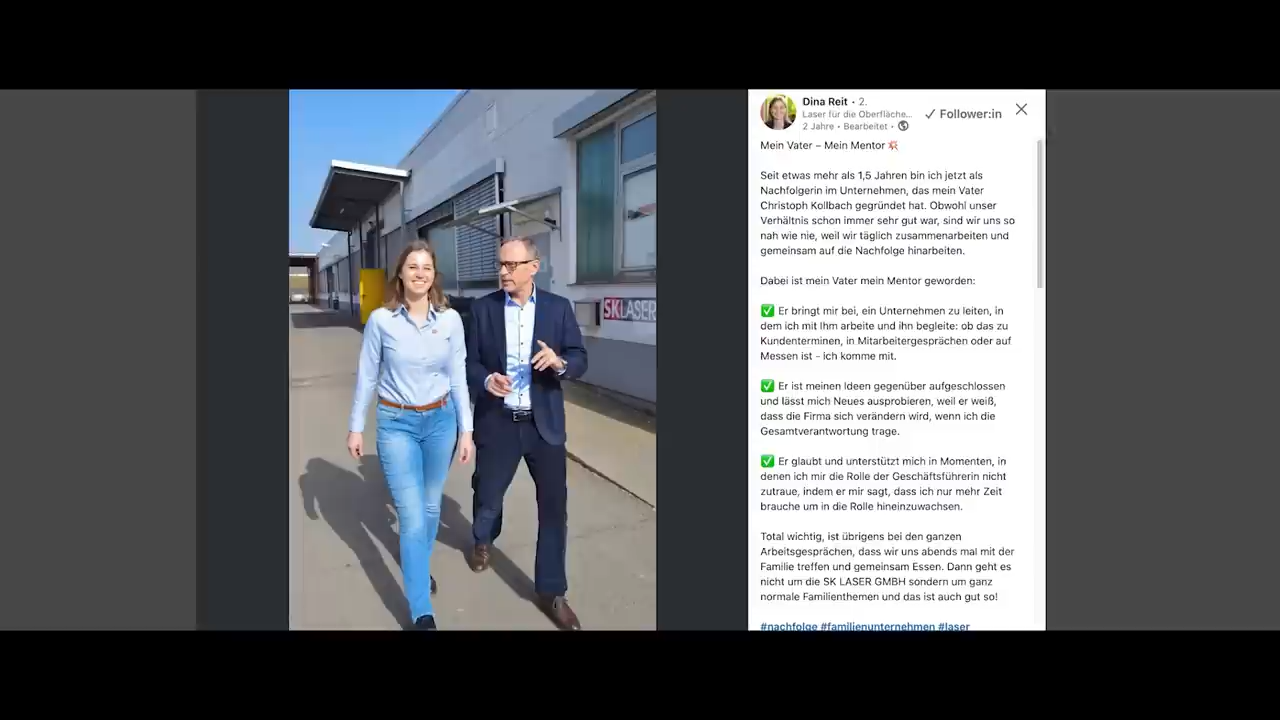 SKLASER
Dina Reit • 2.
Laser für die Oberfläche...
2 Jahre • Bearbeitet •
✓ Follower:in
Mein Vater – Mein Mentor 💥
Seit etwas mehr als 1,5 Jahren bin ich jetzt als
Nachfolgerin im Unternehmen, das mein Vater
Christoph Kollbach gegründet hat. Obwohl unser
Verhältnis schon immer sehr gut war, sind wir uns so
nah wie nie, weil wir täglich zusammenarbeiten und
gemeinsam auf die Nachfolge hinarbeiten.
Dabei ist mein Vater mein Mentor geworden:
✅ Er bringt mir bei, ein Unternehmen zu leiten, in
dem ich mit Ihm arbeite und ihn begleite: ob das zu
Kundenterminen, in Mitarbeitergesprächen oder auf
Messen ist - ich komme mit.
✅ Er ist meinen Ideen gegenüber aufgeschlossen
und lässt mich Neues ausprobieren, weil er weiß,
dass die Firma sich verändern wird, wenn ich die
Gesamtverantwortung trage.
✅ Er glaubt und unterstützt mich in Momenten, in
denen ich mir die Rolle der Geschäftsführerin nicht
zutraue, indem er mir sagt, dass ich nur mehr Zeit
brauche um in die Rolle hineinzuwachsen.
Total wichtig, ist übrigens bei den ganzen
Arbeitsgesprächen, dass wir uns abends mal mit der
Familie treffen und gemeinsam Essen. Dann geht es
nicht um die SK LASER GMBH sondern um ganz
normale Familienthemen und das ist auch gut so!
#nachfolge #familienunternehmen #laser